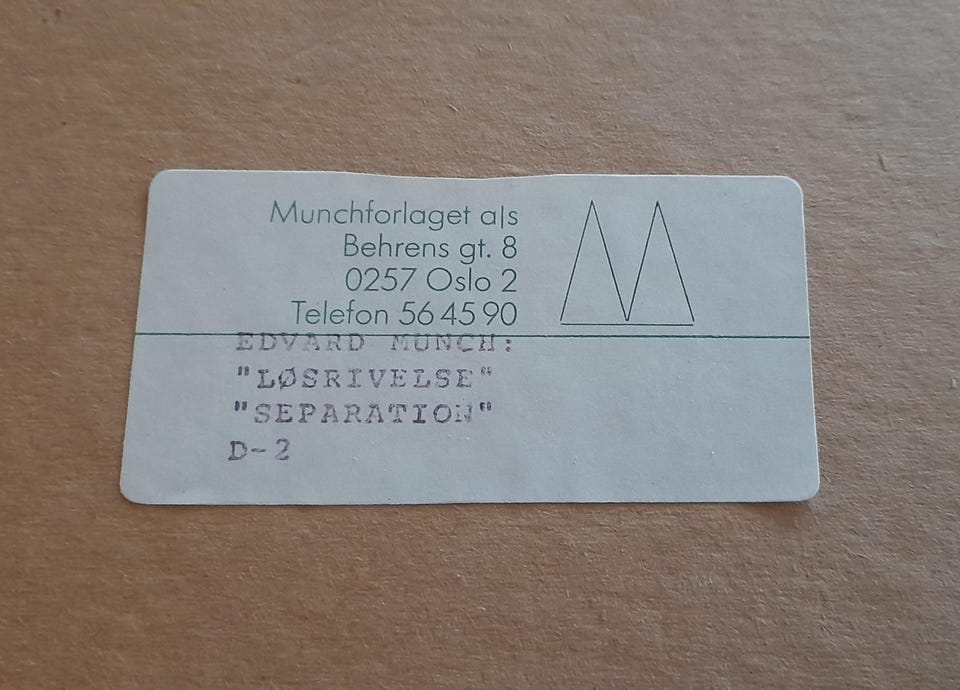 Munchforlaget a|s
Behrens gt. 8
0257 Oslo 2
Telefon 56 45 90
EDVARD MUNCH:
"LØSRIVELSE"
"SEPARATION"
D-2